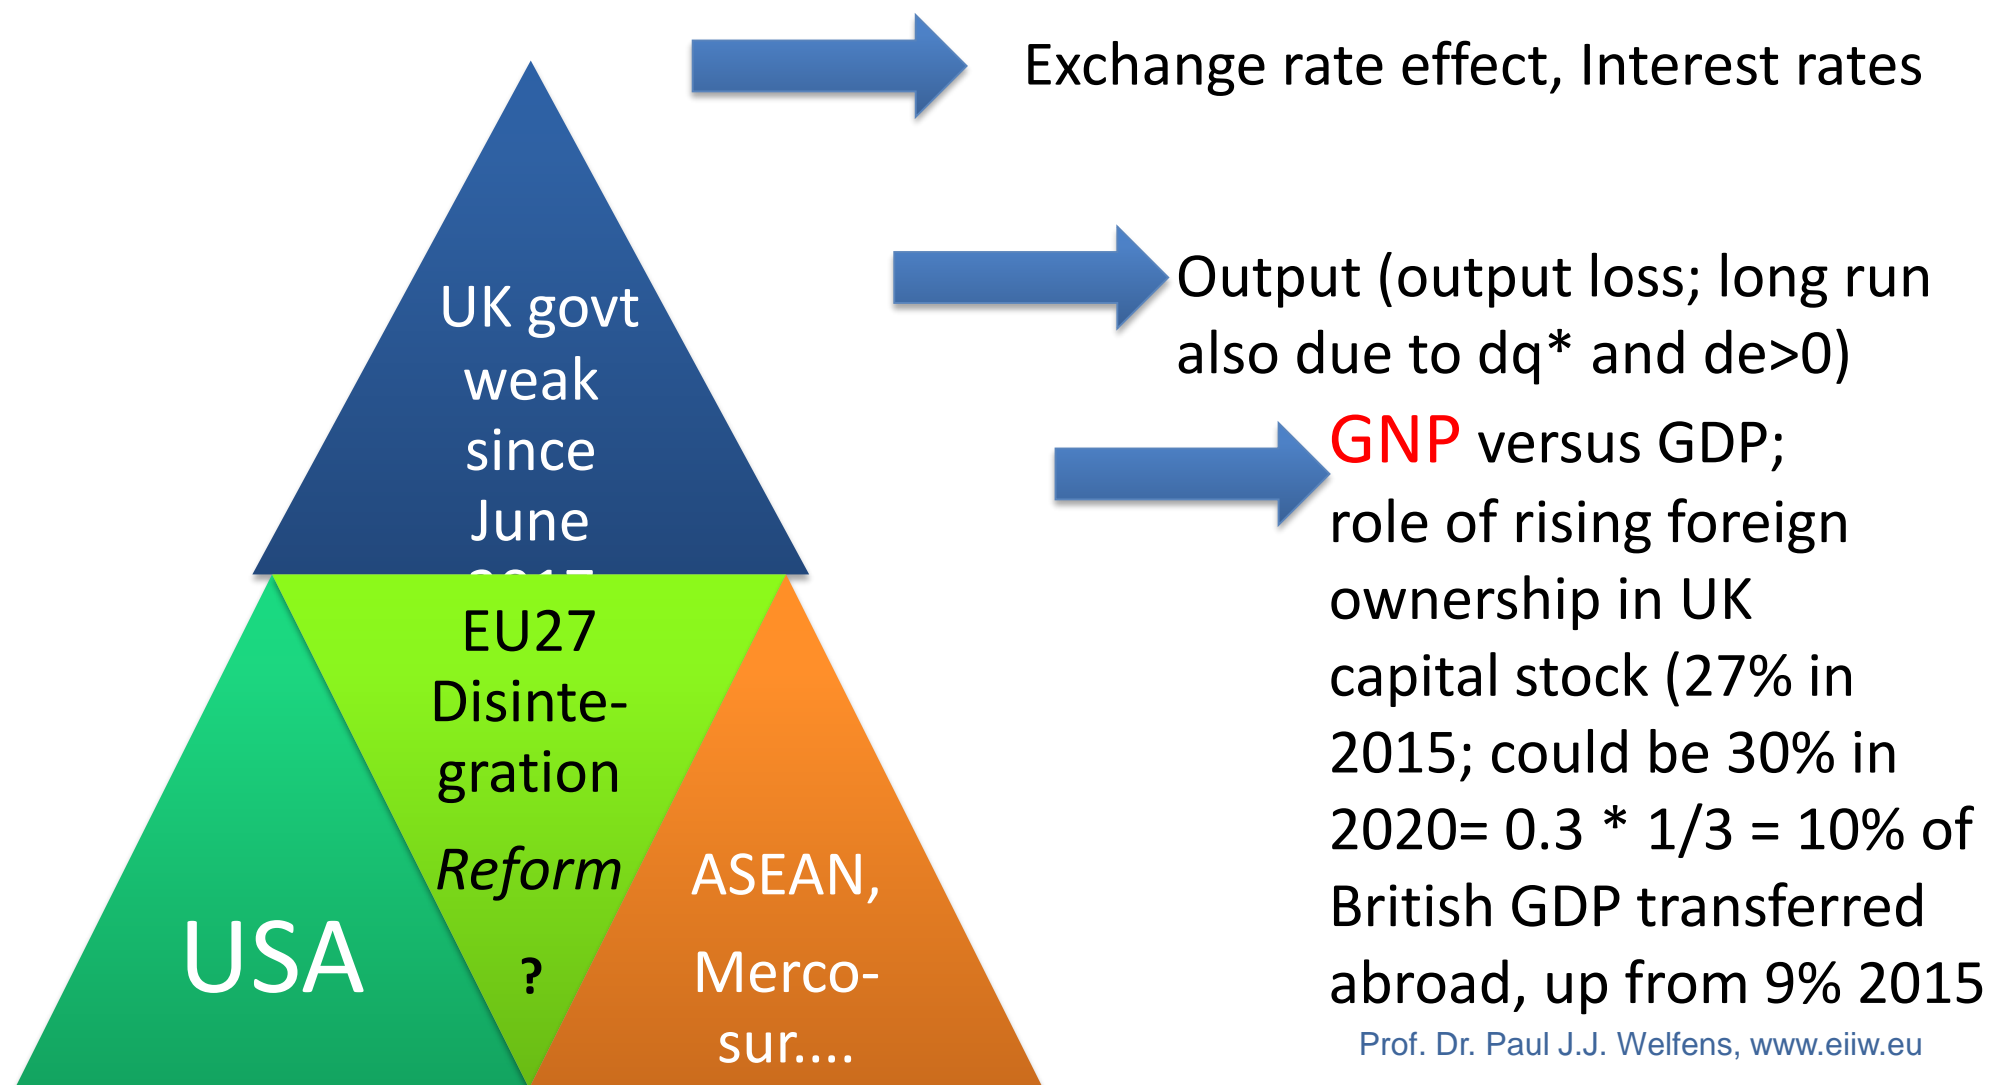 Exchange rate effect, Interest rates
UK govt
weak
since
June
Output (output loss; long run
also due to dq* and de>0)
GNP versus GDP;
role of rising foreign
ownership in UK
capital stock (27% in
2015; could be 30% in
2020= 0.3 * 1/3 = 10% of
British GDP transferred
abroad, up from 9% 2015
EU27
Disinte-
gration
Reform
?
USA
ASEAN,
Merco-
sur....
Prof. Dr. Paul J.J. Welfens, www.eiiw.eu